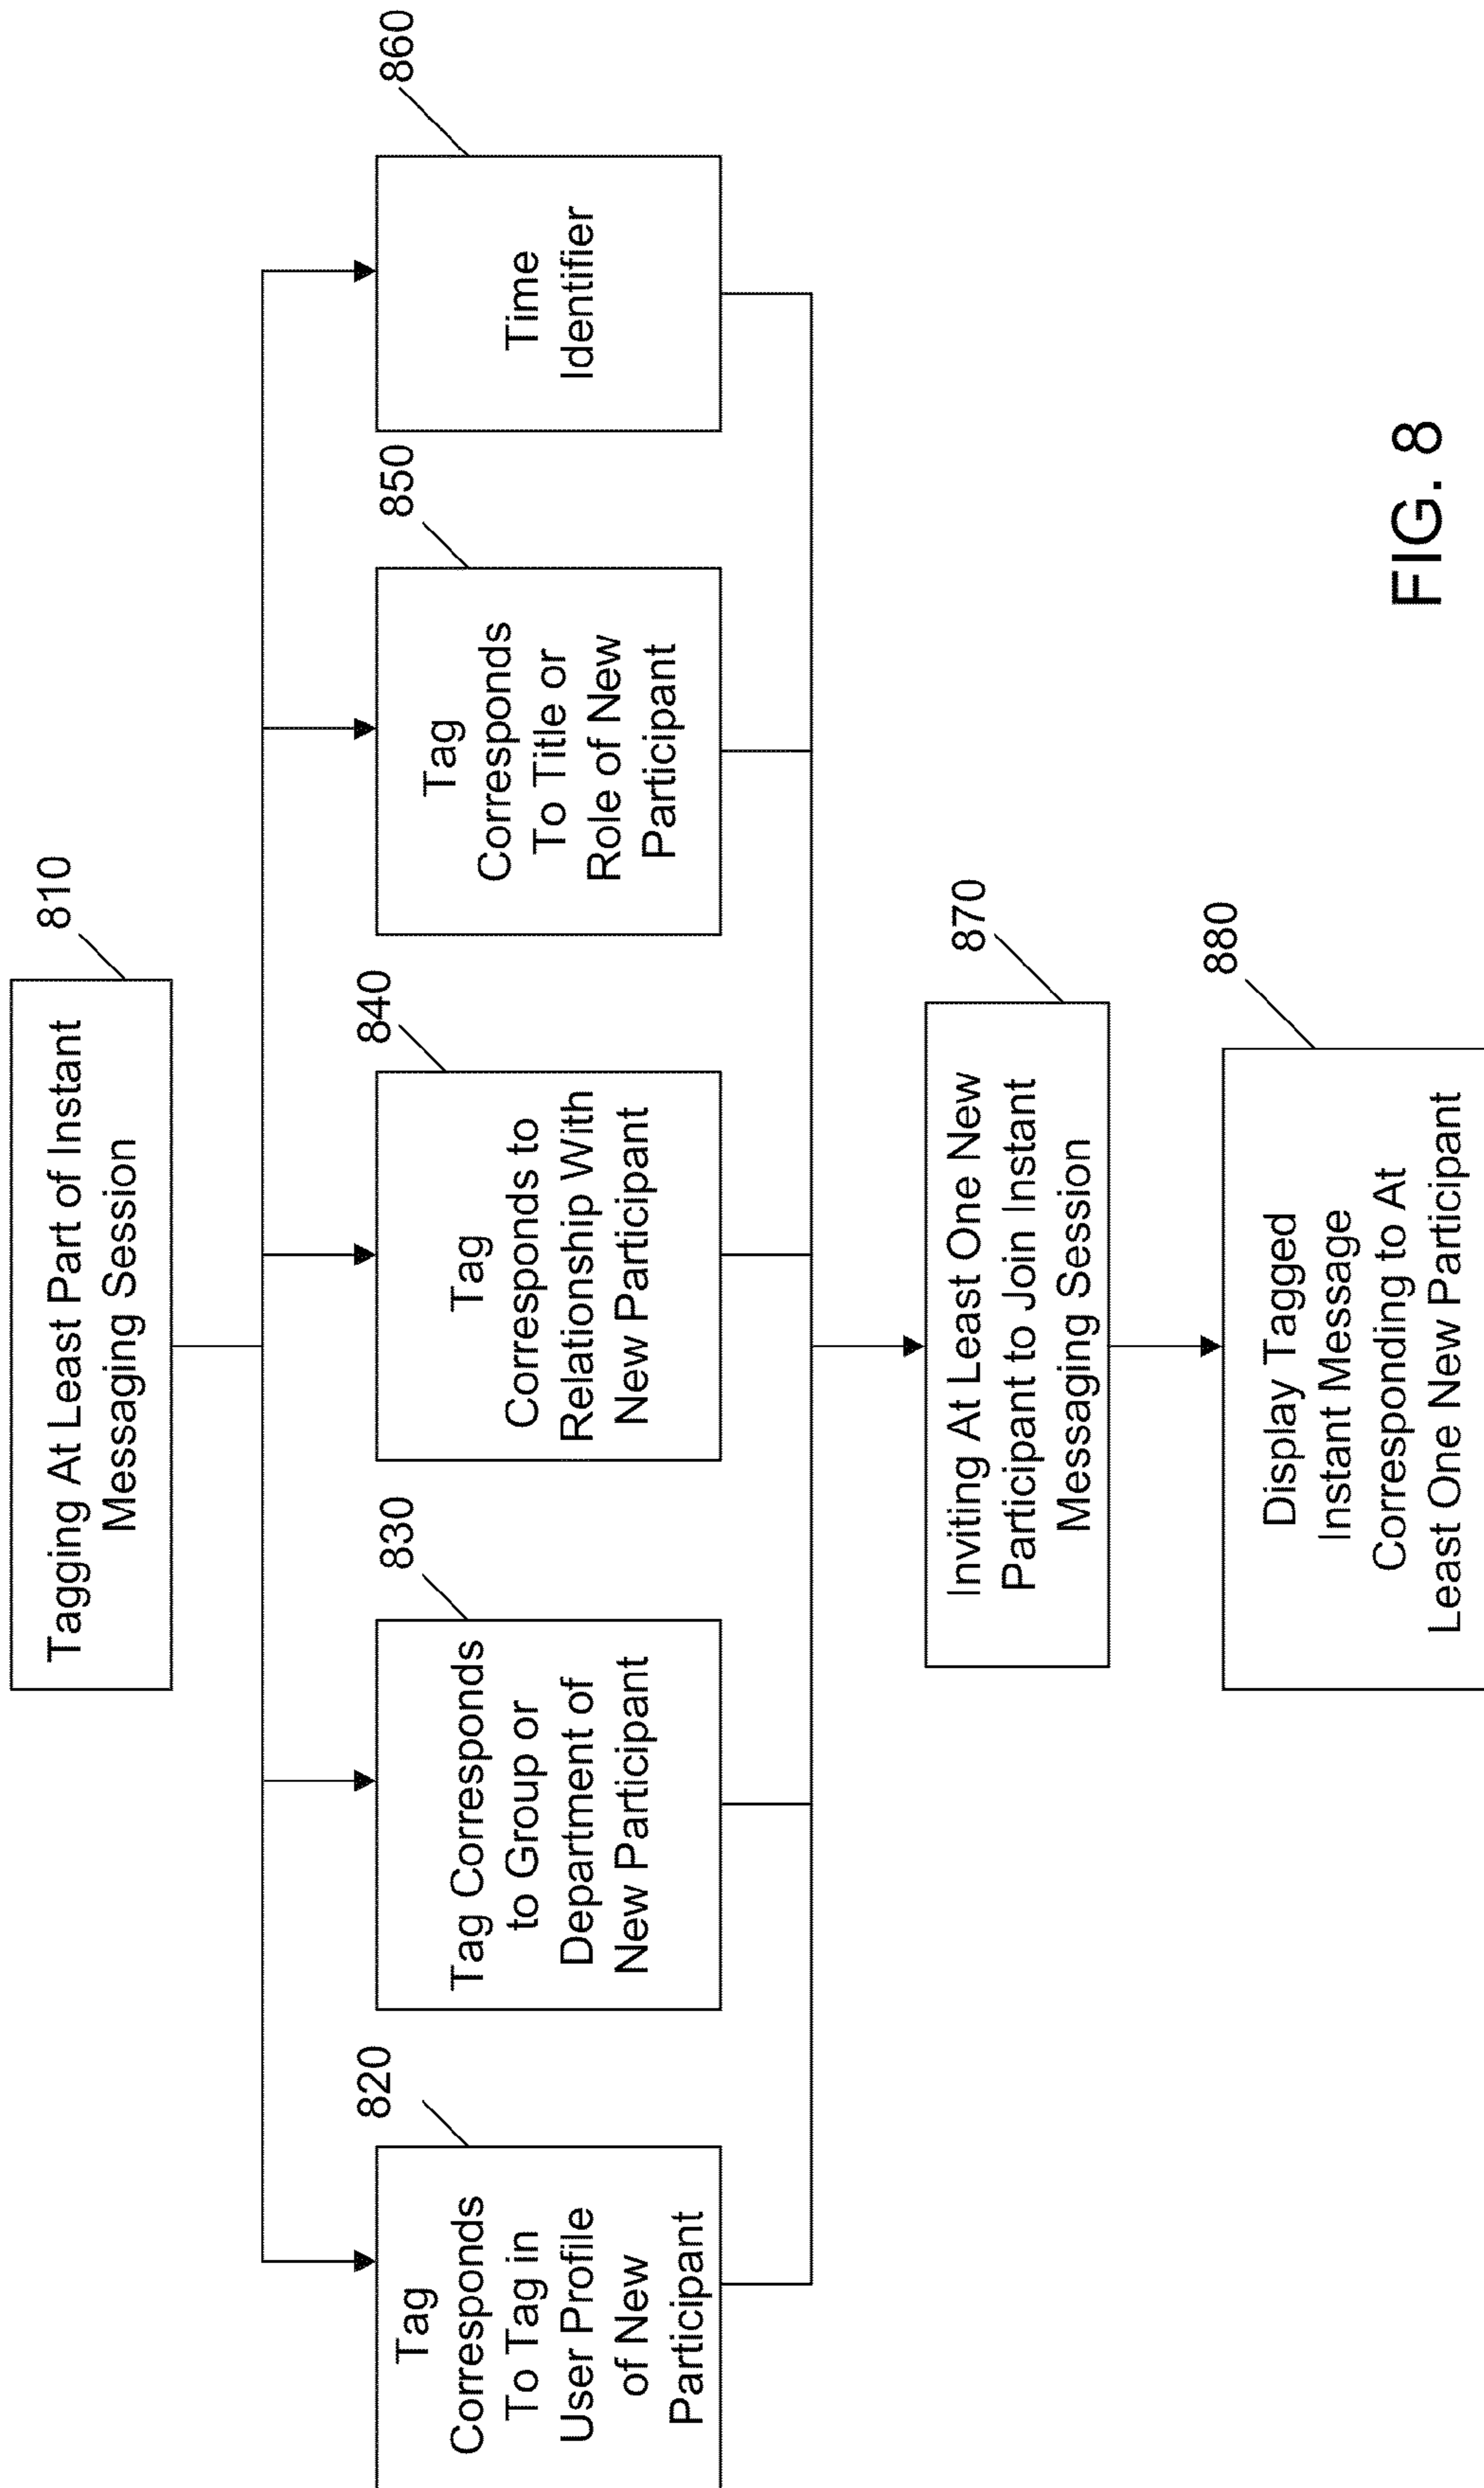 810
Tagging At Least Part of Instant
Messaging Session
820
Tag
Corresponds
To Tag in
User Profile
of New
Participant
830
Tag Corresponds
to Group or
Department of
New Participant
840
Tag
Corresponds to
Relationship With
New Participant
850
Tag
Corresponds
To Title or
Role of New
Participant
860
Time
Identifier
870
Inviting At Least One New
Participant to Join Instant
Messaging Session
880
Display Tagged
Instant Message
Corresponding to At
Least One New Participant
FIG. 8